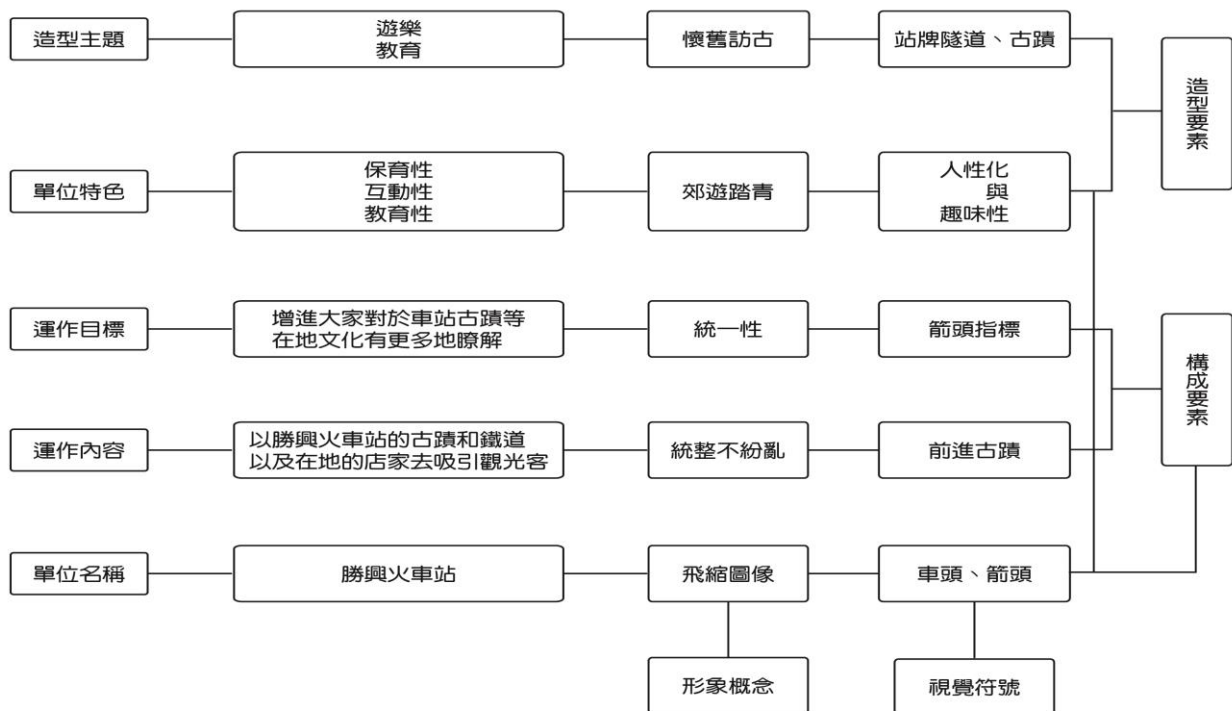 造型主題
遊樂
教育
懷舊訪古
站牌隧道、古蹟
造型要素
單位特色
保育性
互動性
教育性
郊遊踏青
人性化
與
趣味性
運作目標
增進大家對於車站古蹟等
在地文化有更多地瞭解
統一性
箭頭指標
構成要素
運作內容
以勝興火車站的古蹟和鐵道
以及在地的店家去吸引觀光客
統整不紛亂
前進古蹟
單位名稱
勝興火車站
飛縮圖像
車頭、箭頭
形象概念
視覺符號